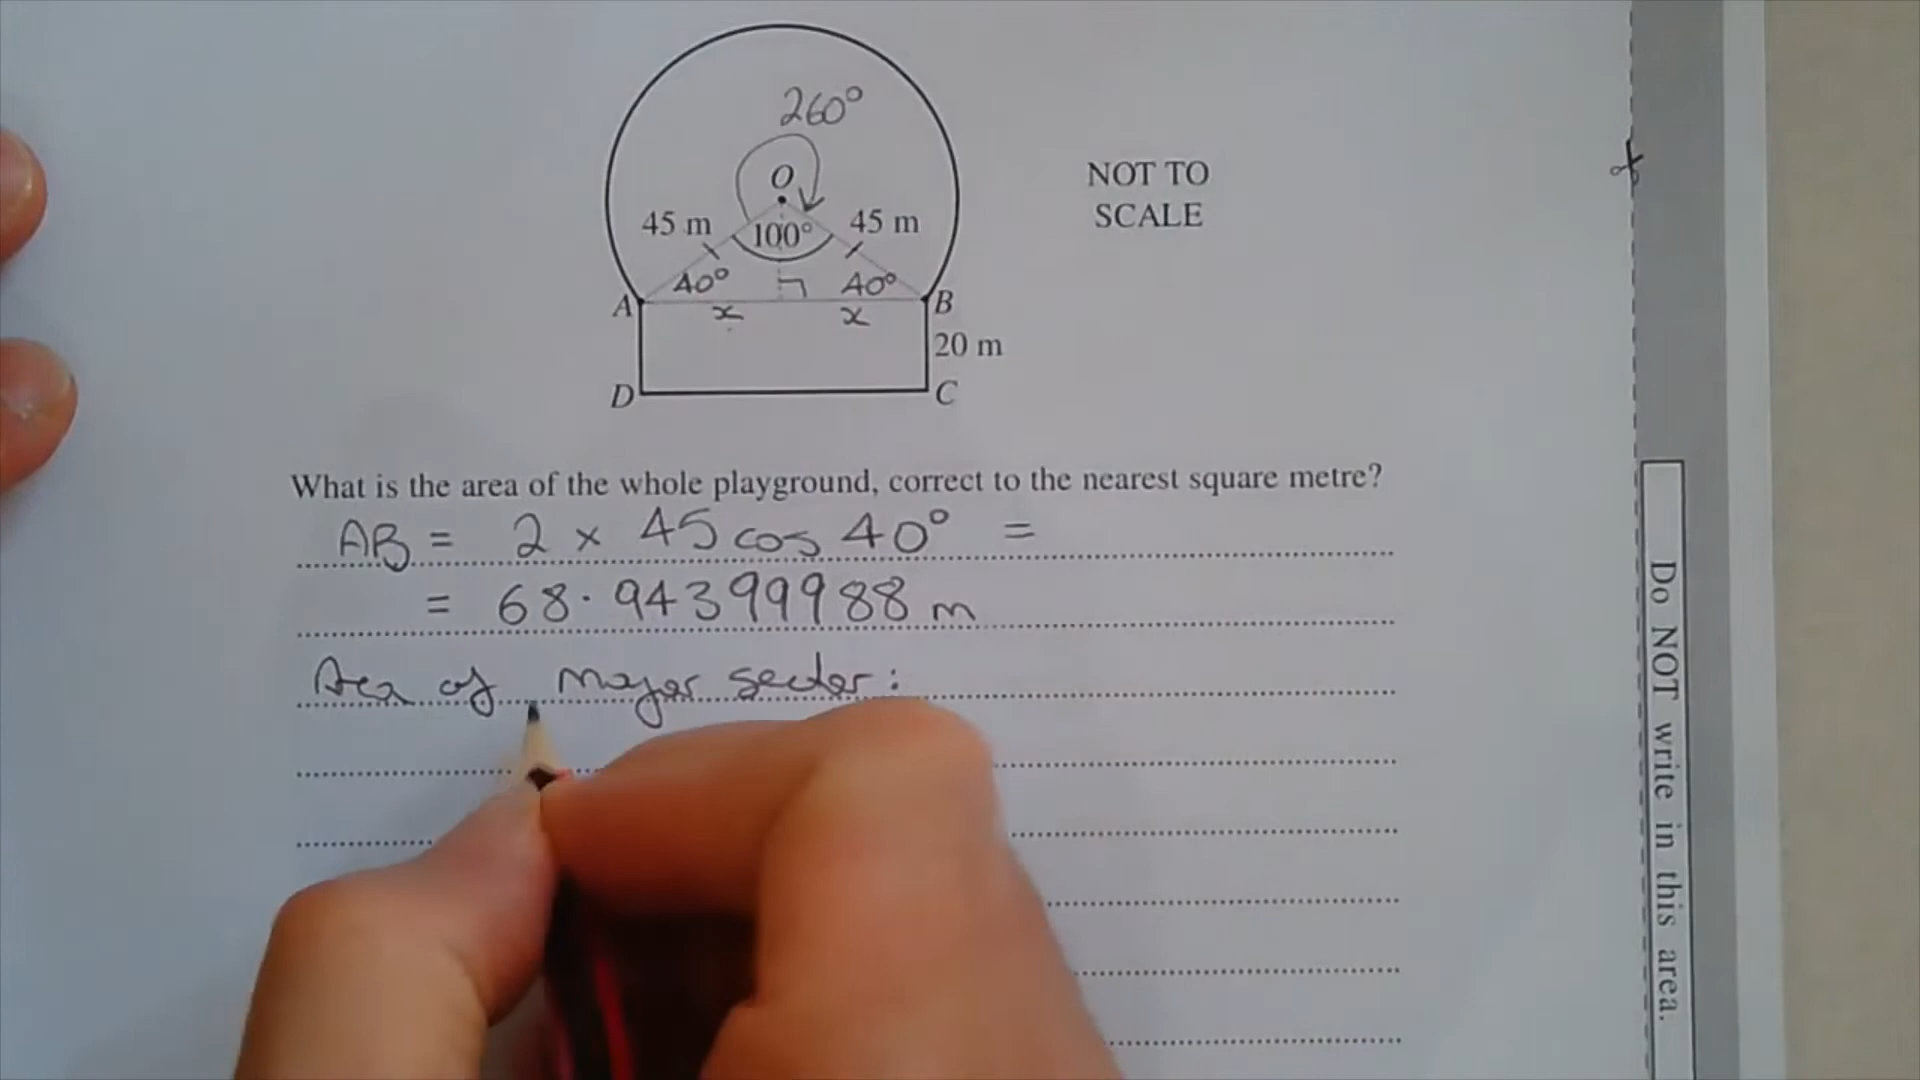 260°
O
45 m
45 m
100°
40°
40°
A
B
x
x
20 m
D
C
NOT TO
SCALE
What is the area of the whole playground, correct to the nearest square metre?
AB = 2 × 45 cos 40° =
= 68.94399988 m
Area of major sector:
Do NOT write in this area.